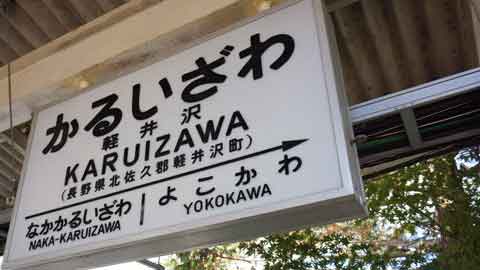 かるいざわ
軽井沢
KARUIZAWA
(長野県北佐久郡軽井沢町)
なかかるいざわ
NAKA-KARUIZAWA
よこかわ
YOKOKAWA